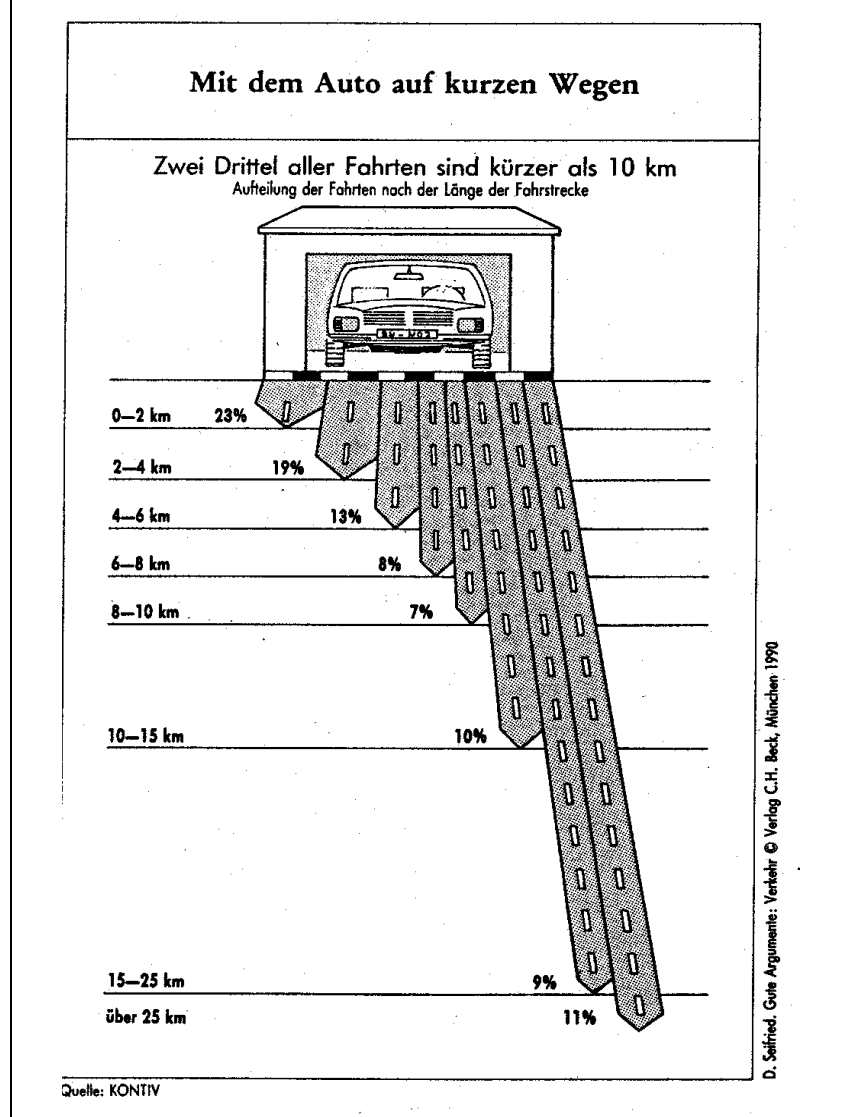 Mit dem Auto auf kurzen Wegen
Zwei Drittel aller Fahrten sind kürzer als 10 km
Aufteilung der Fahrten nach der Länge der Fahrstrecke
0–2 km 23%
2–4 km 19%
4–6 km 13%
6–8 km 8%
8–10 km 7%
10–15 km 10%
15–25 km 9%
über 25 km 11%
Quelle: KONTIV
D. Seifried. Gute Argumente: Verkehr © Verlag C.H. Beck, München 1990